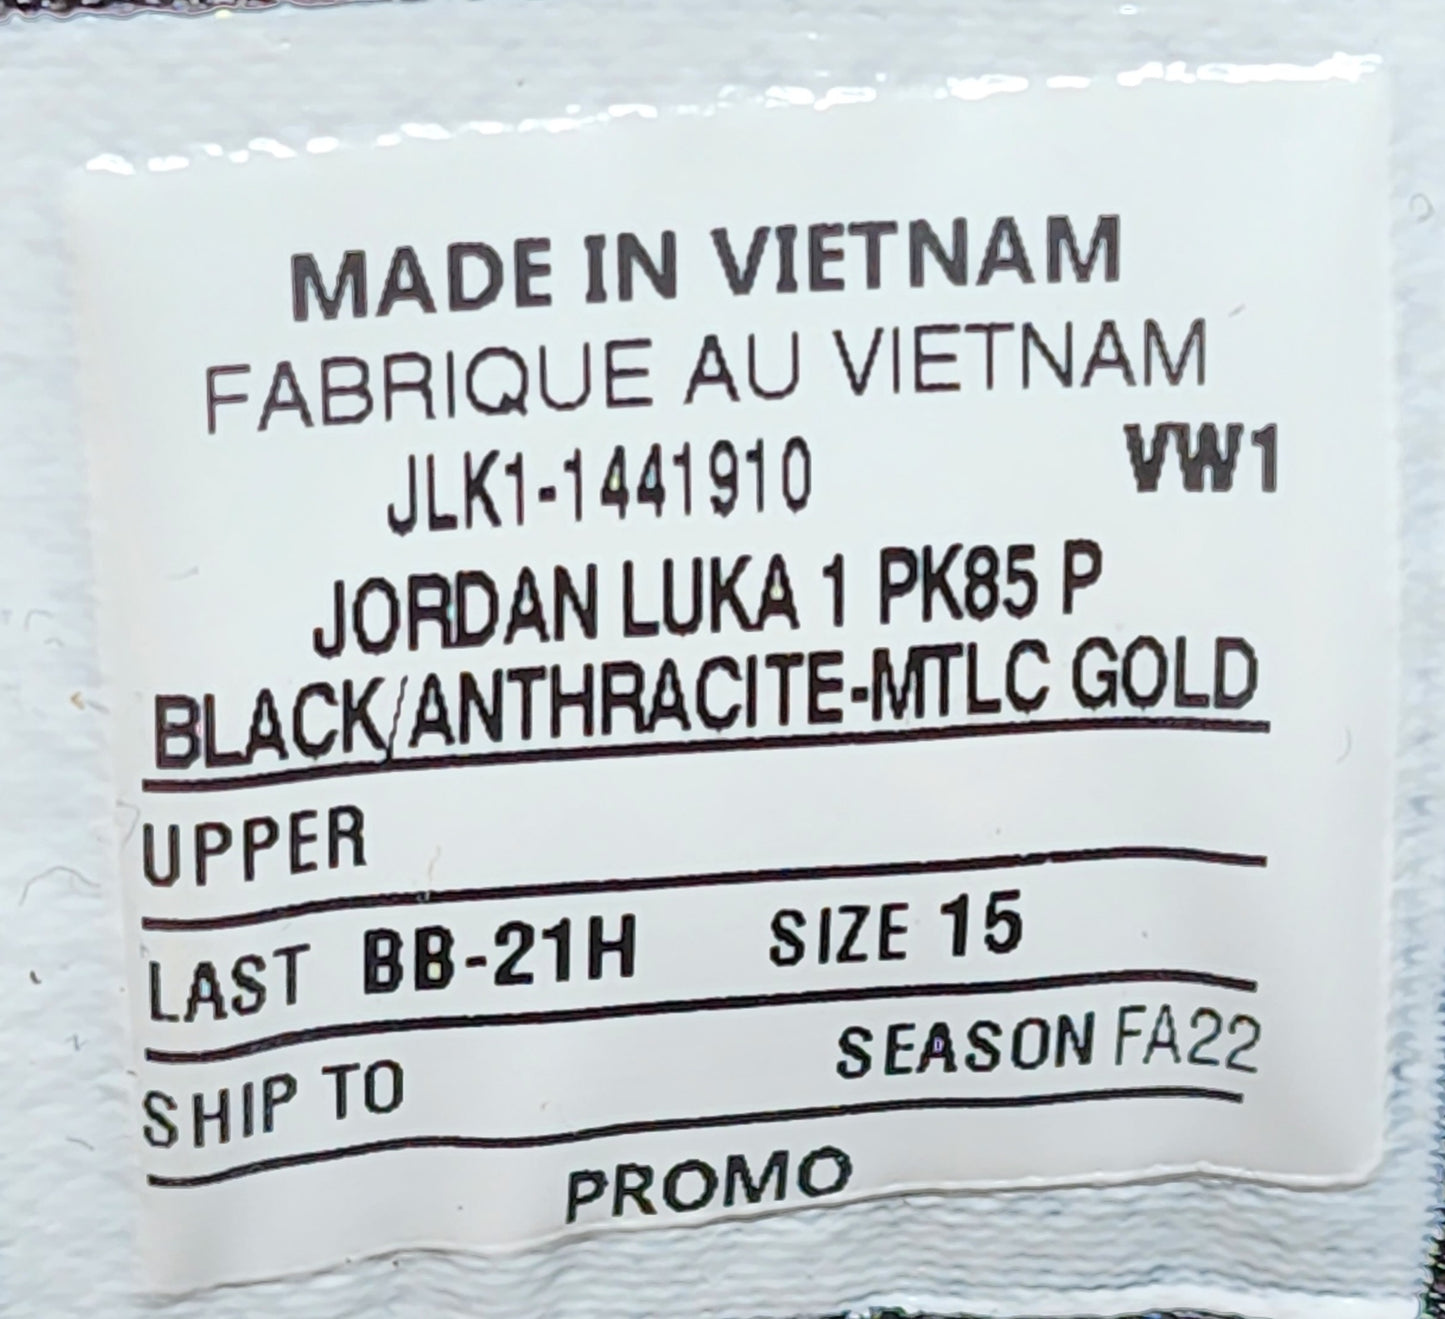 MADE IN VIETNAM
FABRIQUE AU VIETNAM
JLK1-1441910 VW1
JORDAN LUKA 1 PK85 P
BLACK/ANTHRACITE-MTLC GOLD
UPPER
LAST BB-21H SIZE 15
SHIP TO SEASON FA22
PROMO